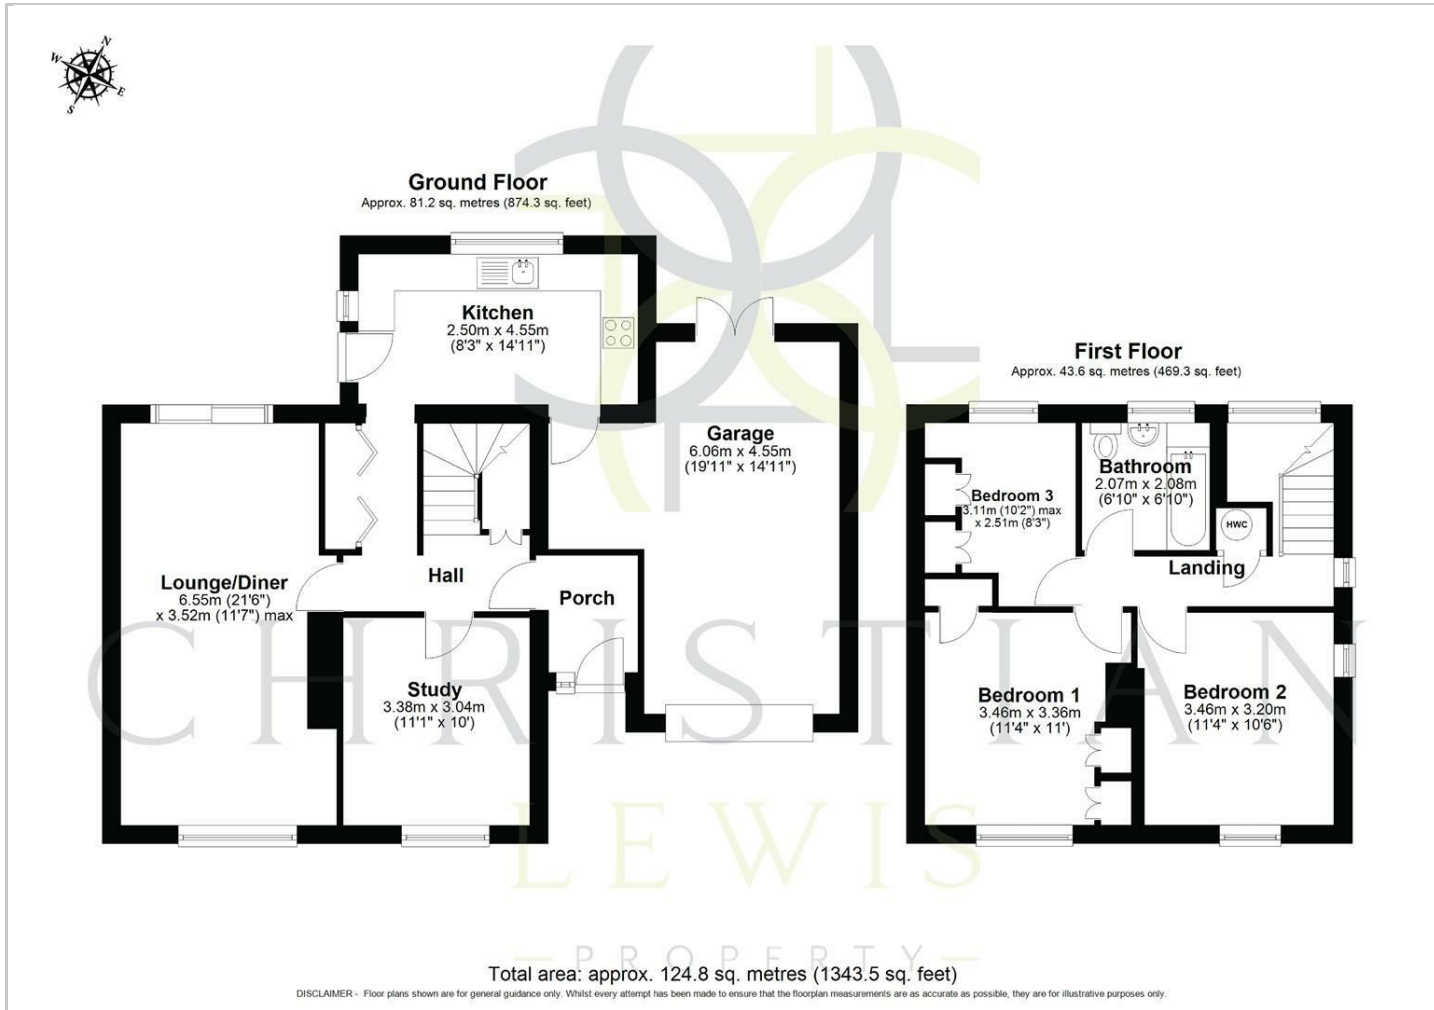 N
W
E
S
Ground Floor
Approx. 81.2 sq. metres (874.3 sq. feet)
Kitchen
2.50m x 4.55m
(8'3" x 14'11")
Garage
6.06m x 4.55m
(19'11" x 14'11")
Lounge/Diner
6.55m (21'6")
x 3.52m (11'7") max
Hall
Porch
Study
3.38m x 3.04m
(11'1" x 10')
First Floor
Approx. 43.6 sq. metres (469.3 sq. feet)
Bathroom
2.07m x 2.08m
(6'10" x 6'10")
Bedroom 3
3.11m (10'2") max
x 2.51m (8'3")
HWC
Landing
Bedroom 1
3.46m x 3.36m
(11'4" x 11')
Bedroom 2
3.46m x 3.20m
(11'4" x 10'6")
CHRISTIAN
LEWIS
PROPERTY
Total area: approx. 124.8 sq. metres (1343.5 sq. feet)
DISCLAIMER - Floor plans shown are for general guidance only. Whilst every attempt has been made to ensure that the floorplan measurements are as accurate as possible, they are for illustrative purposes only.